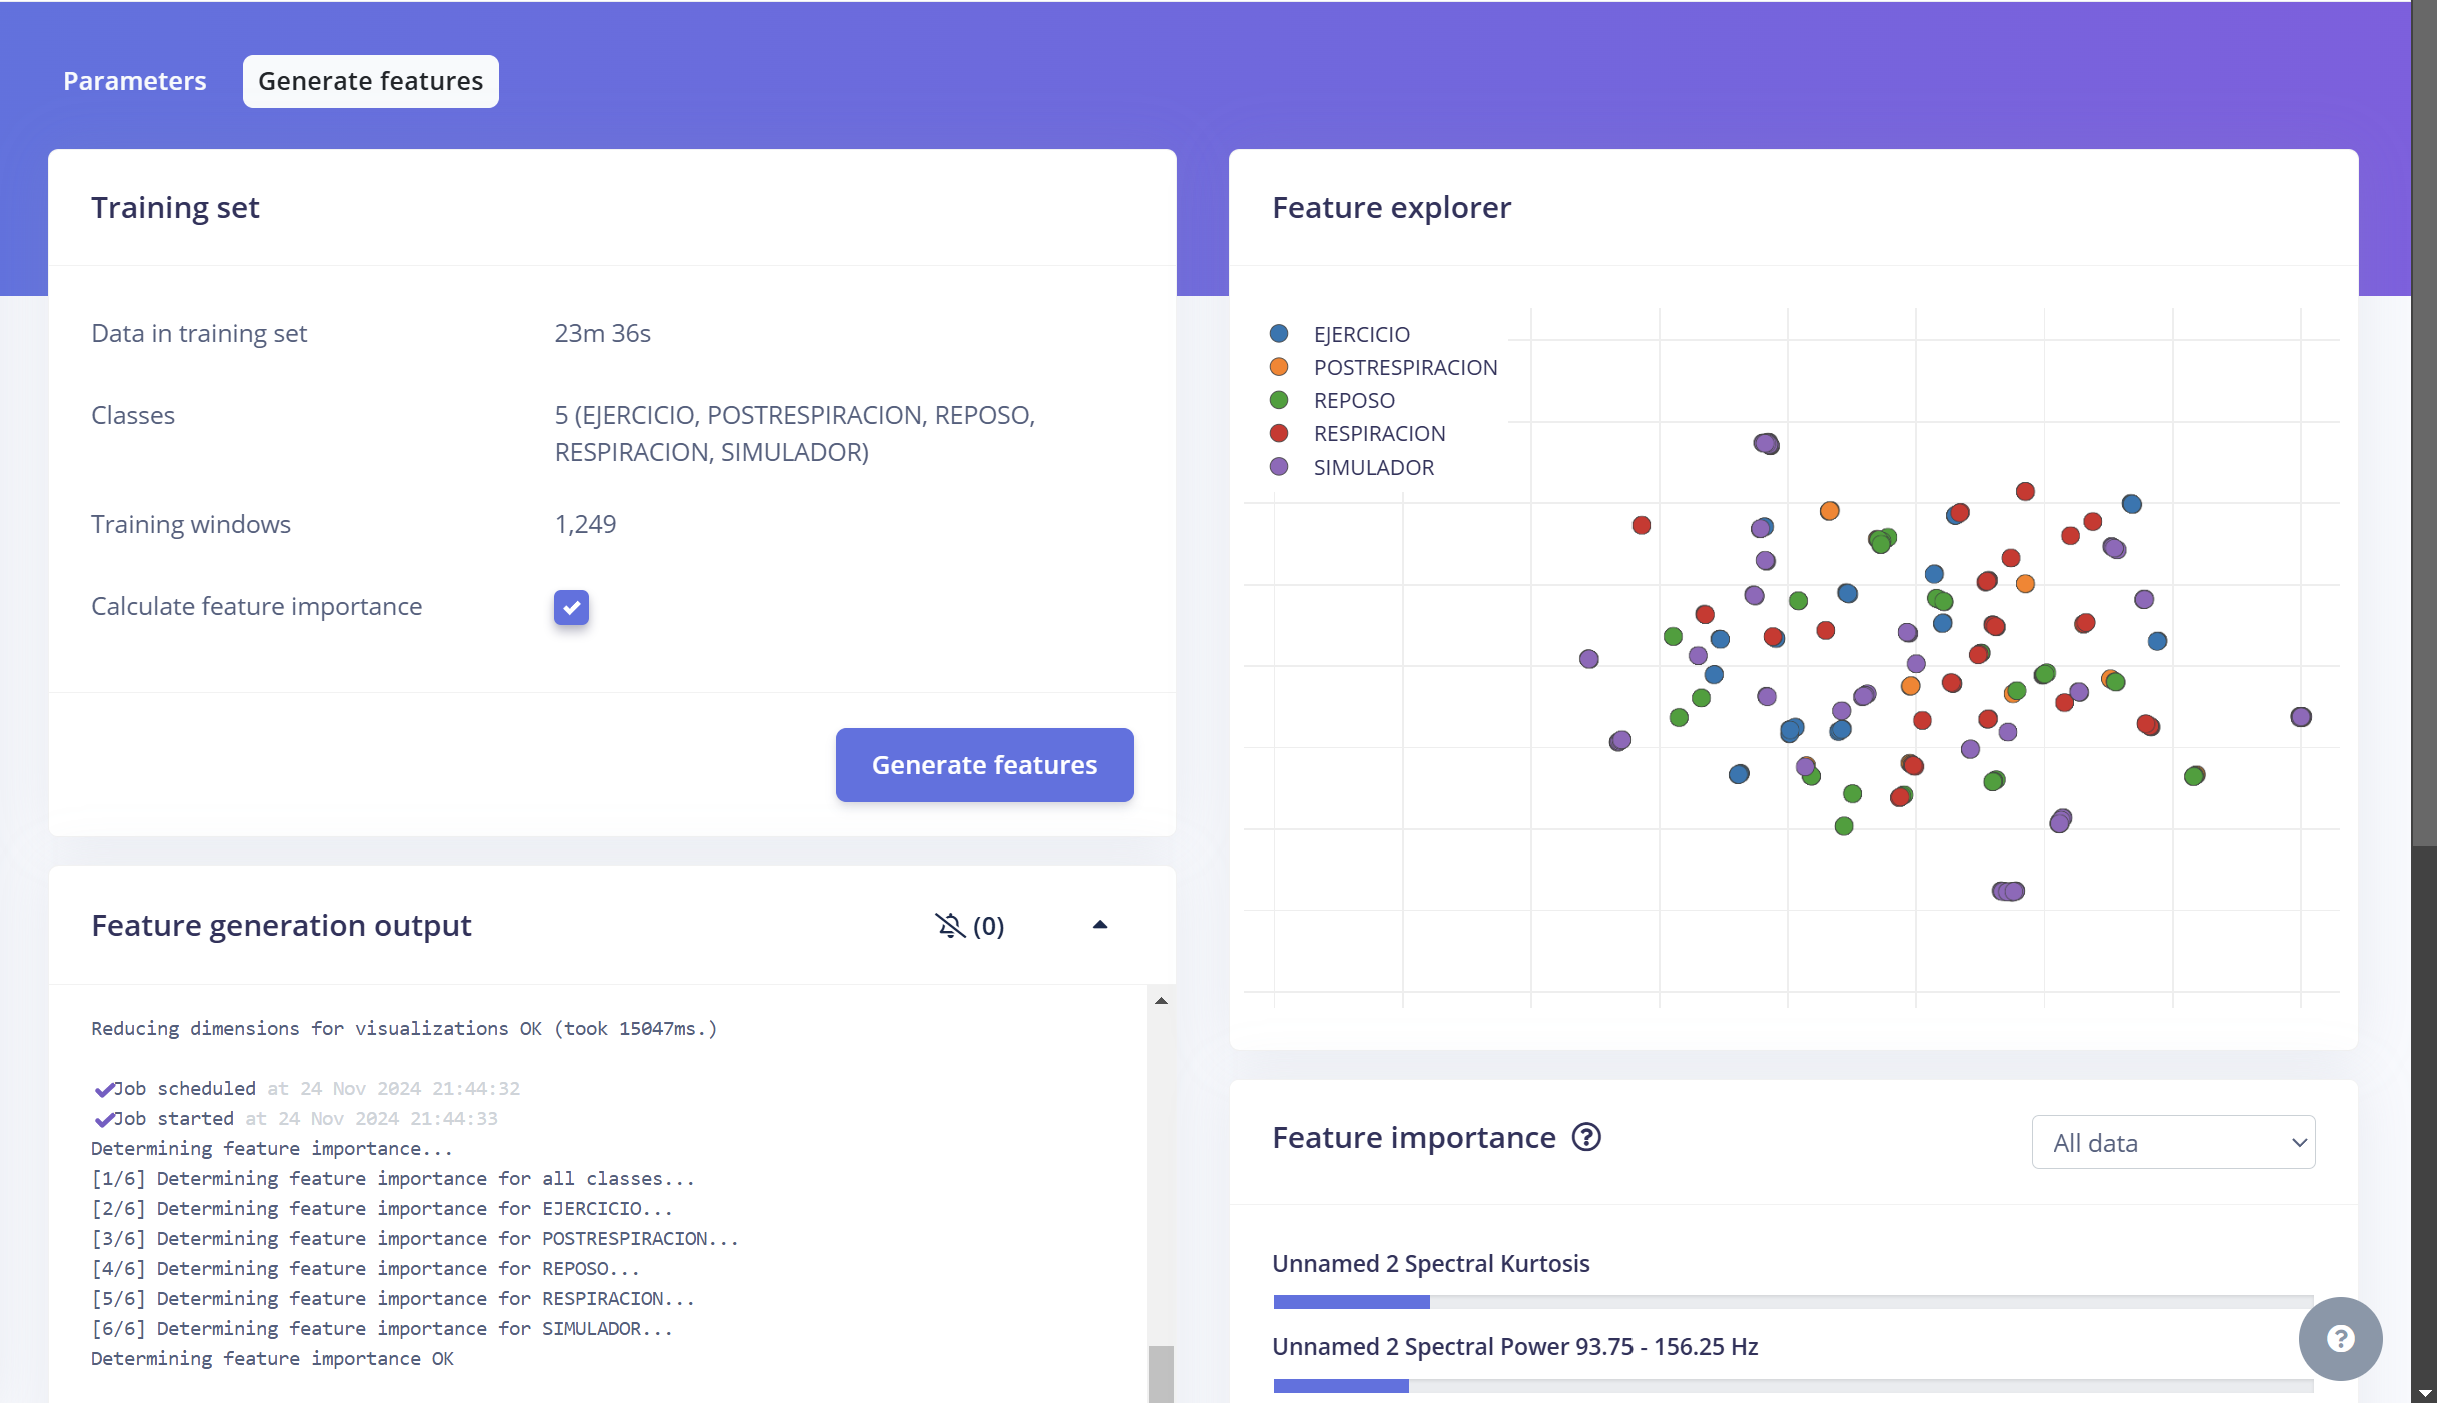 Parameters
Generate features
Training set
Data in training set 23m 36s
Classes 5 (EJERCICIO, POSTRESPIRACION, REPOSO,
RESPIRACION, SIMULADOR)
Training windows 1,249
Calculate feature importance
Generate features
Feature generation output (0)
Reducing dimensions for visualizations OK (took 15047ms.)
Job scheduled at 24 Nov 2024 21:44:32
Job started at 24 Nov 2024 21:44:33
Determining feature importance...
[1/6] Determining feature importance for all classes...
[2/6] Determining feature importance for EJERCICIO...
[3/6] Determining feature importance for POSTRESPIRACION...
[4/6] Determining feature importance for REPOSO...
[5/6] Determining feature importance for RESPIRACION...
[6/6] Determining feature importance for SIMULADOR...
Determining feature importance OK
Feature explorer
EJERCICIO
POSTRESPIRACION
REPOSO
RESPIRACION
SIMULADOR
Feature importance ?
All data
Unnamed 2 Spectral Kurtosis
Unnamed 2 Spectral Power 93.75 - 156.25 Hz
?